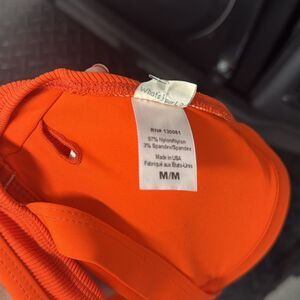 RN# 130061
97% Nylon/Nylon
3% Spandex/Spandex
Made in USA
Fabriqué aux États-Unis
M/M